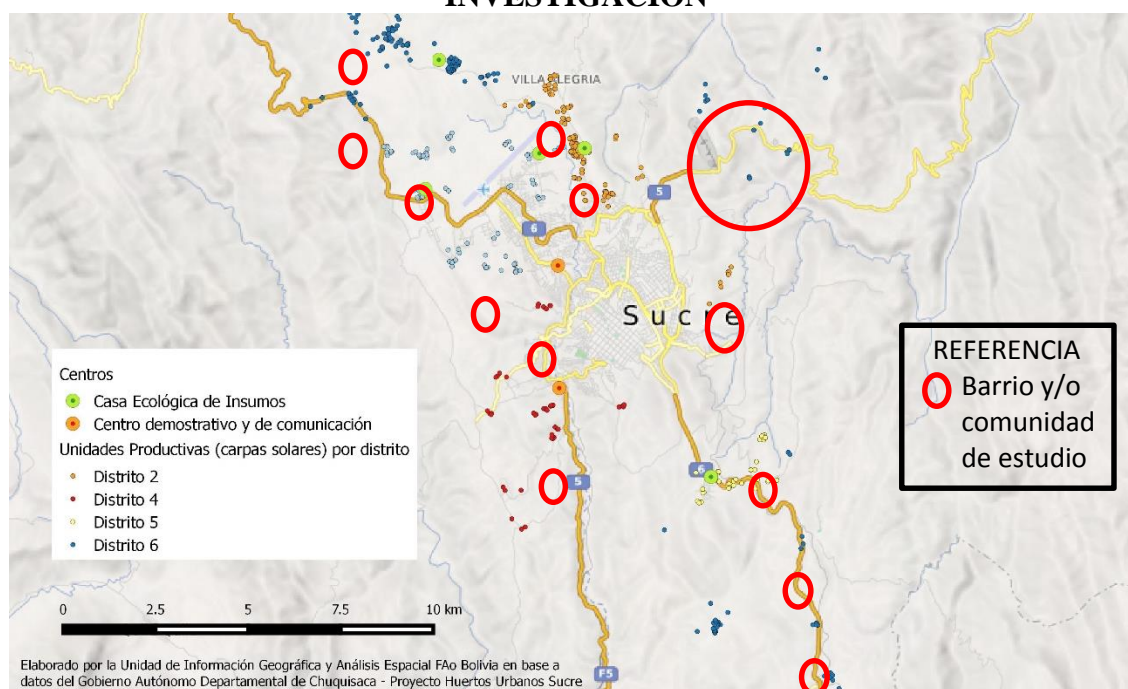 INVESTIGACIÓN
VILLA ALEGRIA
5
6
Sucre
REFERENCIA
Barrio y/o
comunidad
de estudio
Centros
Casa Ecológica de Insumos
Centro demostrativo y de comunicación
Unidades Productivas (carpas solares) por distrito
Distrito 2
Distrito 4
Distrito 5
Distrito 6
6
5
0 2.5 5 7.5 10 km
Elaborado por la Unidad de Información Geográfica y Análisis Espacial FAo Bolivia en base a
datos del Gobierno Autónomo Departamental de Chuquisaca - Proyecto Huertos Urbanos Sucre
F5